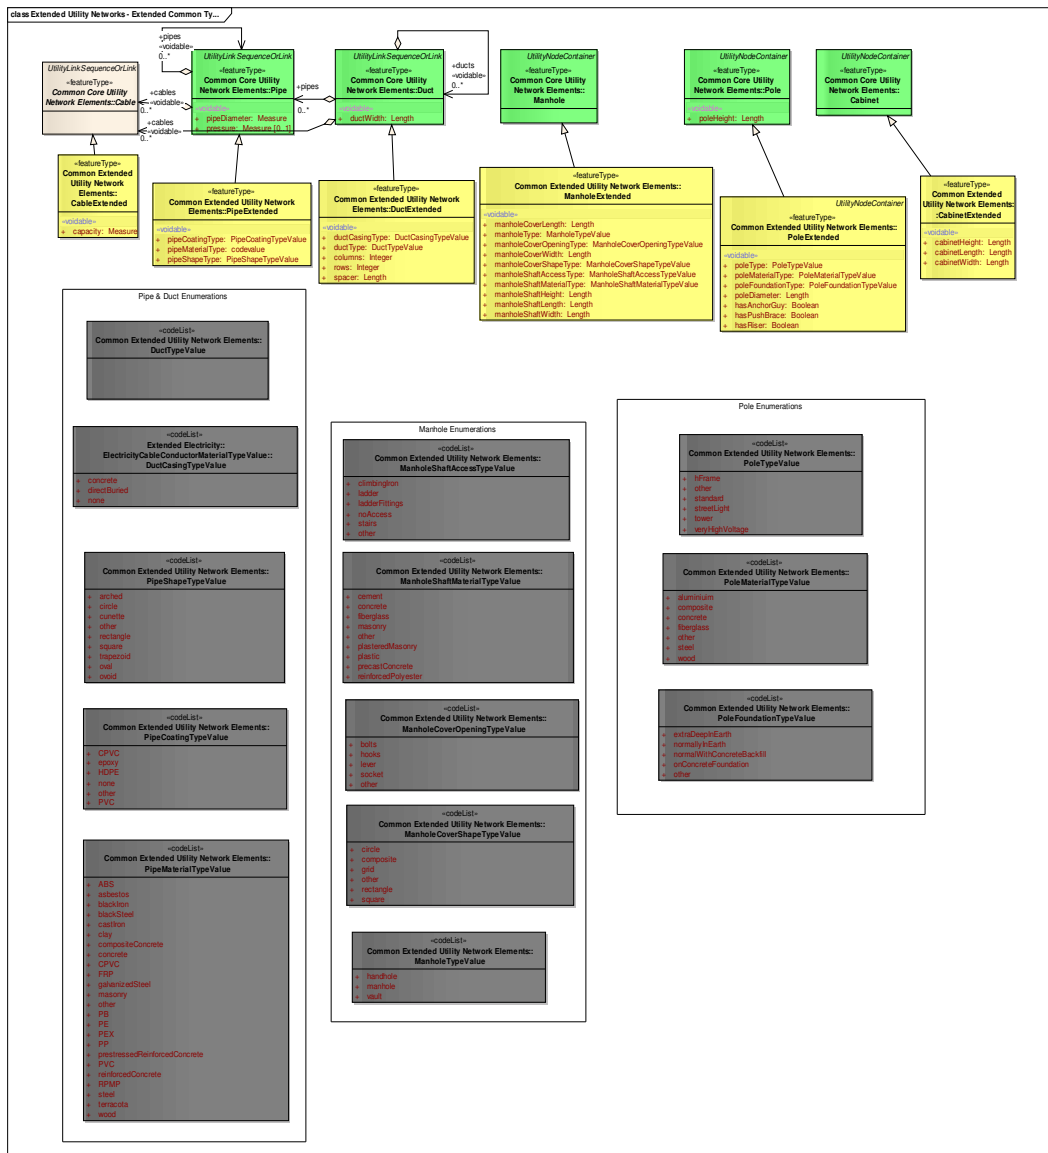 class Extended Utility Networks - Extended Common Ty...
+pipes
«voidable»
0..*
UtilityLinkSequenceOrLink
«featureType»
Common Core Utility
Network Elements::Cable
+cables
«voidable»
0..*
+cables
0..*
«voidable»
UtilityLinkSequenceOrLink
«featureType»
Common Core Utility
Network Elements::Pipe
«voidable»
+ pipeDiameter: Measure
+ pressure: Measure [0..1]
+pipes
UtilityLinkSequenceOrLink
«featureType»
Common Core Utility
Network Elements::Duct
«voidable»
+ ductWidth: Length
+ducts
«voidable»
0..*
UtilityNodeContainer
«featureType»
Common Core Utility
Network Elements::
Manhole
UtilityNodeContainer
«featureType»
Common Core Utility
Network Elements::Pole
«voidable»
+ poleHeight: Length
UtilityNodeContainer
«featureType»
Common Core Utility
Network Elements::
Cabinet
«featureType»
Common Extended
Utility Network
Elements::
CableExtended
«voidable»
+ capacity: Measure
«featureType»
Common Extended Utility Network
Elements::PipeExtended
«voidable»
+ pipeCoatingType: PipeCoatingTypeValue
+ pipeMaterialType: codevalue
+ pipeShapeType: PipeShapeTypeValue
«featureType»
Common Extended Utility Network
Elements::DuctExtended
«voidable»
+ ductCasingType: DuctCasingTypeValue
+ ductType: DuctTypeValue
+ columns: Integer
+ rows: Integer
+ spacer: Length
«featureType»
Common Extended Utility Network Elements::
ManholeExtended
«voidable»
+ manholeCoverLength: Length
+ manholeType: ManholeTypeValue
+ manholeCoverOpeningType: ManholeCoverOpeningTypeValue
+ manholeCoverWidth: Length
+ manholeCoverShapeType: ManholeCoverShapeTypeValue
+ manholeShaftAccessType: ManholeShaftAccessTypeValue
+ manholeShaftMaterialType: ManholeShaftMaterialTypeValue
+ manholeShaftHeight: Length
+ manholeShaftLength: Length
+ manholeShaftWidth: Length
UtilityNodeContainer
«featureType»
Common Extended Utility Network Elements::
PoleExtended
«voidable»
+ poleType: PoleTypeValue
+ poleMaterialType: PoleMaterialTypeValue
+ poleFoundationType: PoleFoundationTypeValue
+ poleDiameter: Length
+ hasAnchorGuy: Boolean
+ hasPushBrace: Boolean
+ hasRiser: Boolean
«featureType»
Common Extended
Utility Network Elements:
::CabinetExtended
«voidable»
+ cabinetHeight: Length
+ cabinetLength: Length
+ cabinetWidth: Length
Pipe & Duct Enumerations
«codeList»
Common Extended Utility Network Elements::
DuctTypeValue
«codeList»
Extended Electricity::
ElectricityCableConductorMaterialTypeValue::
DuctCasingTypeValue
+ concrete
+ directBuried
+ none
«codeList»
Common Extended Utility Network Elements::
PipeShapeTypeValue
+ arched
+ circle
+ cunette
+ other
+ rectangle
+ square
+ trapezoid
+ oval
+ ovoid
«codeList»
Common Extended Utility Network Elements::
PipeCoatingTypeValue
+ CPVC
+ epoxy
+ HDPE
+ none
+ other
+ PVC
«codeList»
Common Extended Utility Network Elements::
PipeMaterialTypeValue
+ ABS
+ asbestos
+ blackIron
+ blackSteel
+ castIron
+ clay
+ compositeConcrete
+ concrete
+ CPVC
+ FRP
+ galvanizedSteel
+ masonry
+ other
+ PB
+ PE
+ PEX
+ PP
+ prestressedReinforcedConcrete
+ PVC
+ reinforcedConcrete
+ RPMP
+ steel
+ terracota
+ wood
Manhole Enumerations
«codeList»
Common Extended Utility Network Elements::
ManholeShaftAccessTypeValue
+ climbingIron
+ ladder
+ ladderFittings
+ noAccess
+ stairs
+ other
«codeList»
Common Extended Utility Network Elements::
ManholeShaftMaterialTypeValue
+ cement
+ concrete
+ fiberglass
+ masonry
+ other
+ plasteredMasonry
+ plastic
+ precastConcrete
+ reinforcedPolyester
«codeList»
Common Extended Utility Network Elements::
ManholeCoverOpeningTypeValue
+ bolts
+ hooks
+ lever
+ socket
+ other
«codeList»
Common Extended Utility Network Elements::
ManholeCoverShapeTypeValue
+ circle
+ composite
+ grid
+ other
+ rectangle
+ square
«codeList»
Common Extended Utility Network Elements::
ManholeTypeValue
+ handhole
+ manhole
+ vault
Pole Enumerations
«codeList»
Common Extended Utility Network Elements::
PoleTypeValue
+ hFrame
+ other
+ standard
+ streetLight
+ tower
+ veryHighVoltage
«codeList»
Common Extended Utility Network Elements::
PoleMaterialTypeValue
+ aluminium
+ composite
+ concrete
+ fiberglass
+ other
+ steel
+ wood
«codeList»
Common Extended Utility Network Elements::
PoleFoundationTypeValue
+ extraDeepInEarth
+ normallyInEarth
+ normalWithConcreteBackfill
+ onConcreteFoundation
+ other